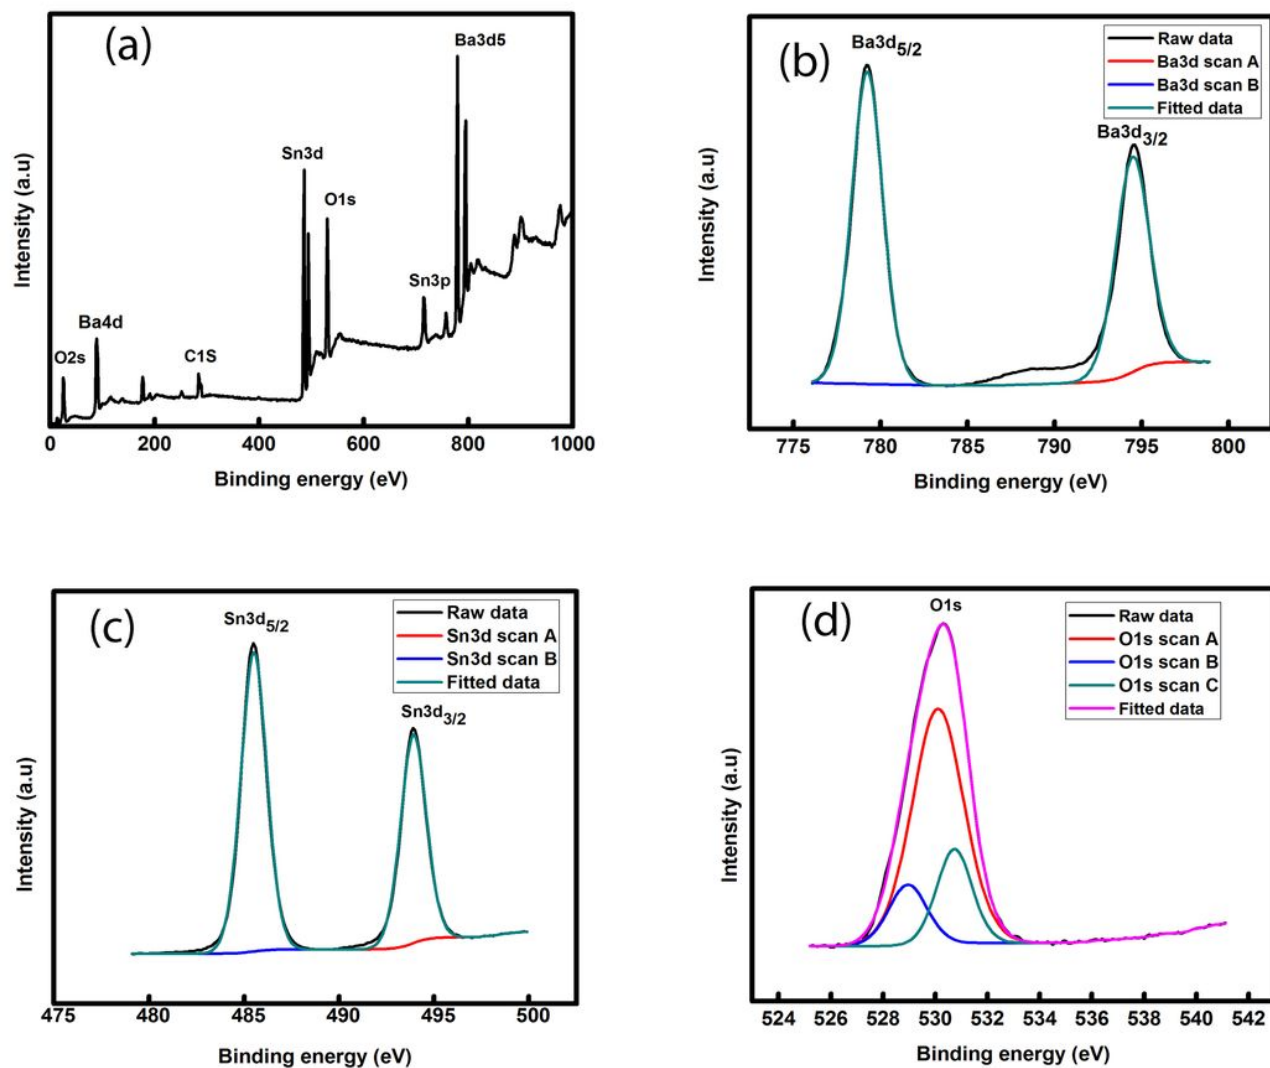 (a)
Ba3d5
Sn3d
O1s
Sn3p
Ba4d
O2s
C1S
Intensity (a.u)
0 200 400 600 800 1000
Binding energy (eV)
(b)
Ba3d5/2
Raw data
Ba3d scan A
Ba3d scan B
Fitted data
Ba3d3/2
Intensity (a.u)
775 780 785 790 795 800
Binding energy (eV)
(c)
Sn3d5/2
Raw data
Sn3d scan A
Sn3d scan B
Fitted data
Sn3d3/2
Intensity (a.u)
475 480 485 490 495 500
Binding energy (eV)
(d)
O1s
Raw data
O1s scan A
O1s scan B
O1s scan C
Fitted data
Intensity (a.u)
524 526 528 530 532 534 536 538 540 542
Binding energy (eV)